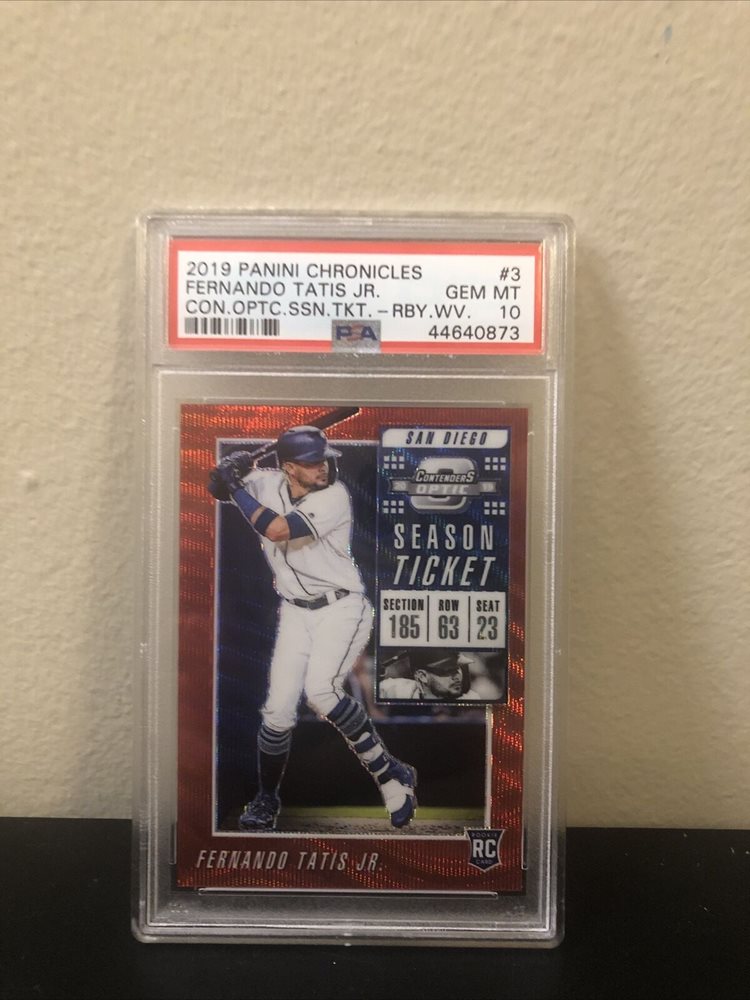 2019 PANINI CHRONICLES #3
FERNANDO TATIS JR. GEM MT
CON.OPTC.SSN.TKT.-RBY.WV. 10
PSA 44640873
SAN DIEGO
CONTENDERS
OPTIC
SEASON
TICKET
SECTION ROW SEAT
185 63 23
FERNANDO TATIS JR.
ROOKIE
RC
CARD